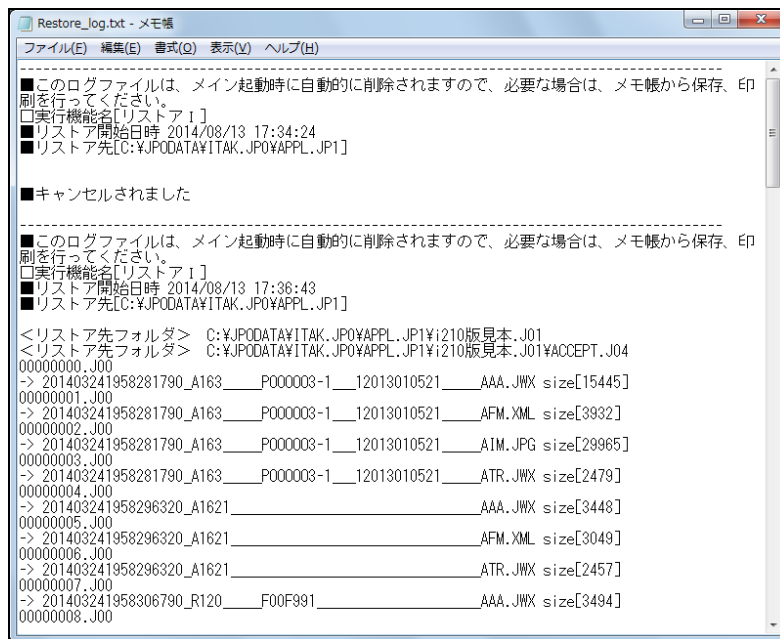 Restore_log.txt - メモ帳
ファイル(F) 編集(E) 書式(O) 表示(V) ヘルプ(H)
------------------------------------------------------------------------------------------
■このログファイルは、メイン起動時に自動的に削除されますので、必要な場合は、メモ帳から保存、印
刷を行ってください。
□実行機能名[リストアⅠ]
■リストア開始日時 2014/08/13 17:34:24
■リストア先[C:¥JPODATA¥ITAK.JP0¥APPL.JP1]
■キャンセルされました
------------------------------------------------------------------------------------------
■このログファイルは、メイン起動時に自動的に削除されますので、必要な場合は、メモ帳から保存、印
刷を行ってください。
□実行機能名[リストアⅠ]
■リストア開始日時 2014/08/13 17:36:43
■リストア先[C:¥JPODATA¥ITAK.JP0¥APPL.JP1]
<リストア先フォルダ> C:¥JPODATA¥ITAK.JP0¥APPL.JP1¥i210版見本.J01
<リストア先フォルダ> C:¥JPODATA¥ITAK.JP0¥APPL.JP1¥i210版見本.J01¥ACCEPT.J04
00000000.J00
-> 201403241958281790_A163_____P000003-1___12013010521_____AAA.JWX size[15445]
00000001.J00
-> 201403241958281790_A163_____P000003-1___12013010521_____AFM.XML size[3932]
00000002.J00
-> 201403241958281790_A163_____P000003-1___12013010521_____AIM.JPG size[29965]
00000003.J00
-> 201403241958281790_A163_____P000003-1___12013010521_____ATR.JWX size[2479]
00000004.J00
-> 201403241958296320_A1621________________________________AAA.JWX size[3448]
00000005.J00
-> 201403241958296320_A1621________________________________AFM.XML size[3049]
00000006.J00
-> 201403241958296320_A1621________________________________ATR.JWX size[2457]
00000007.J00
-> 201403241958306790_R120_____F00F991_____________________AAA.JWX size[3494]
00000008.J00